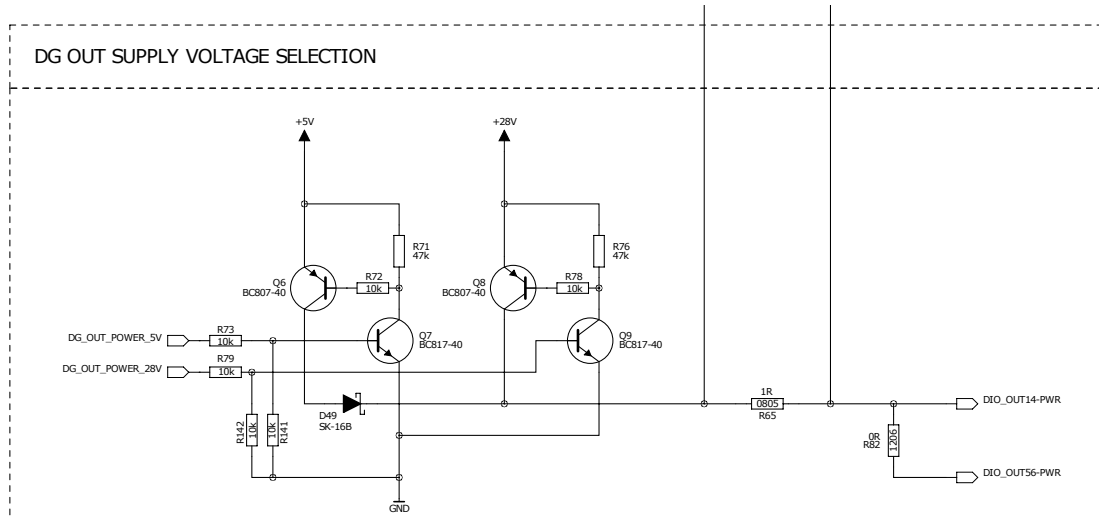 DG OUT SUPPLY VOLTAGE SELECTION
+5V
+28V
R71
47k
R76
47k
Q6
BC807-40
R72
10k
Q8
BC807-40
R78
10k
DG_OUT_POWER_5V
R73
10k
Q7
BC817-40
Q9
BC817-40
DG_OUT_POWER_28V
R79
10k
D49
SK-16B
R142
10k
10k
R141
1R
0805
R65
DIO_OUT14-PWR
0R
R82
1206
DIO_OUT56-PWR
GND